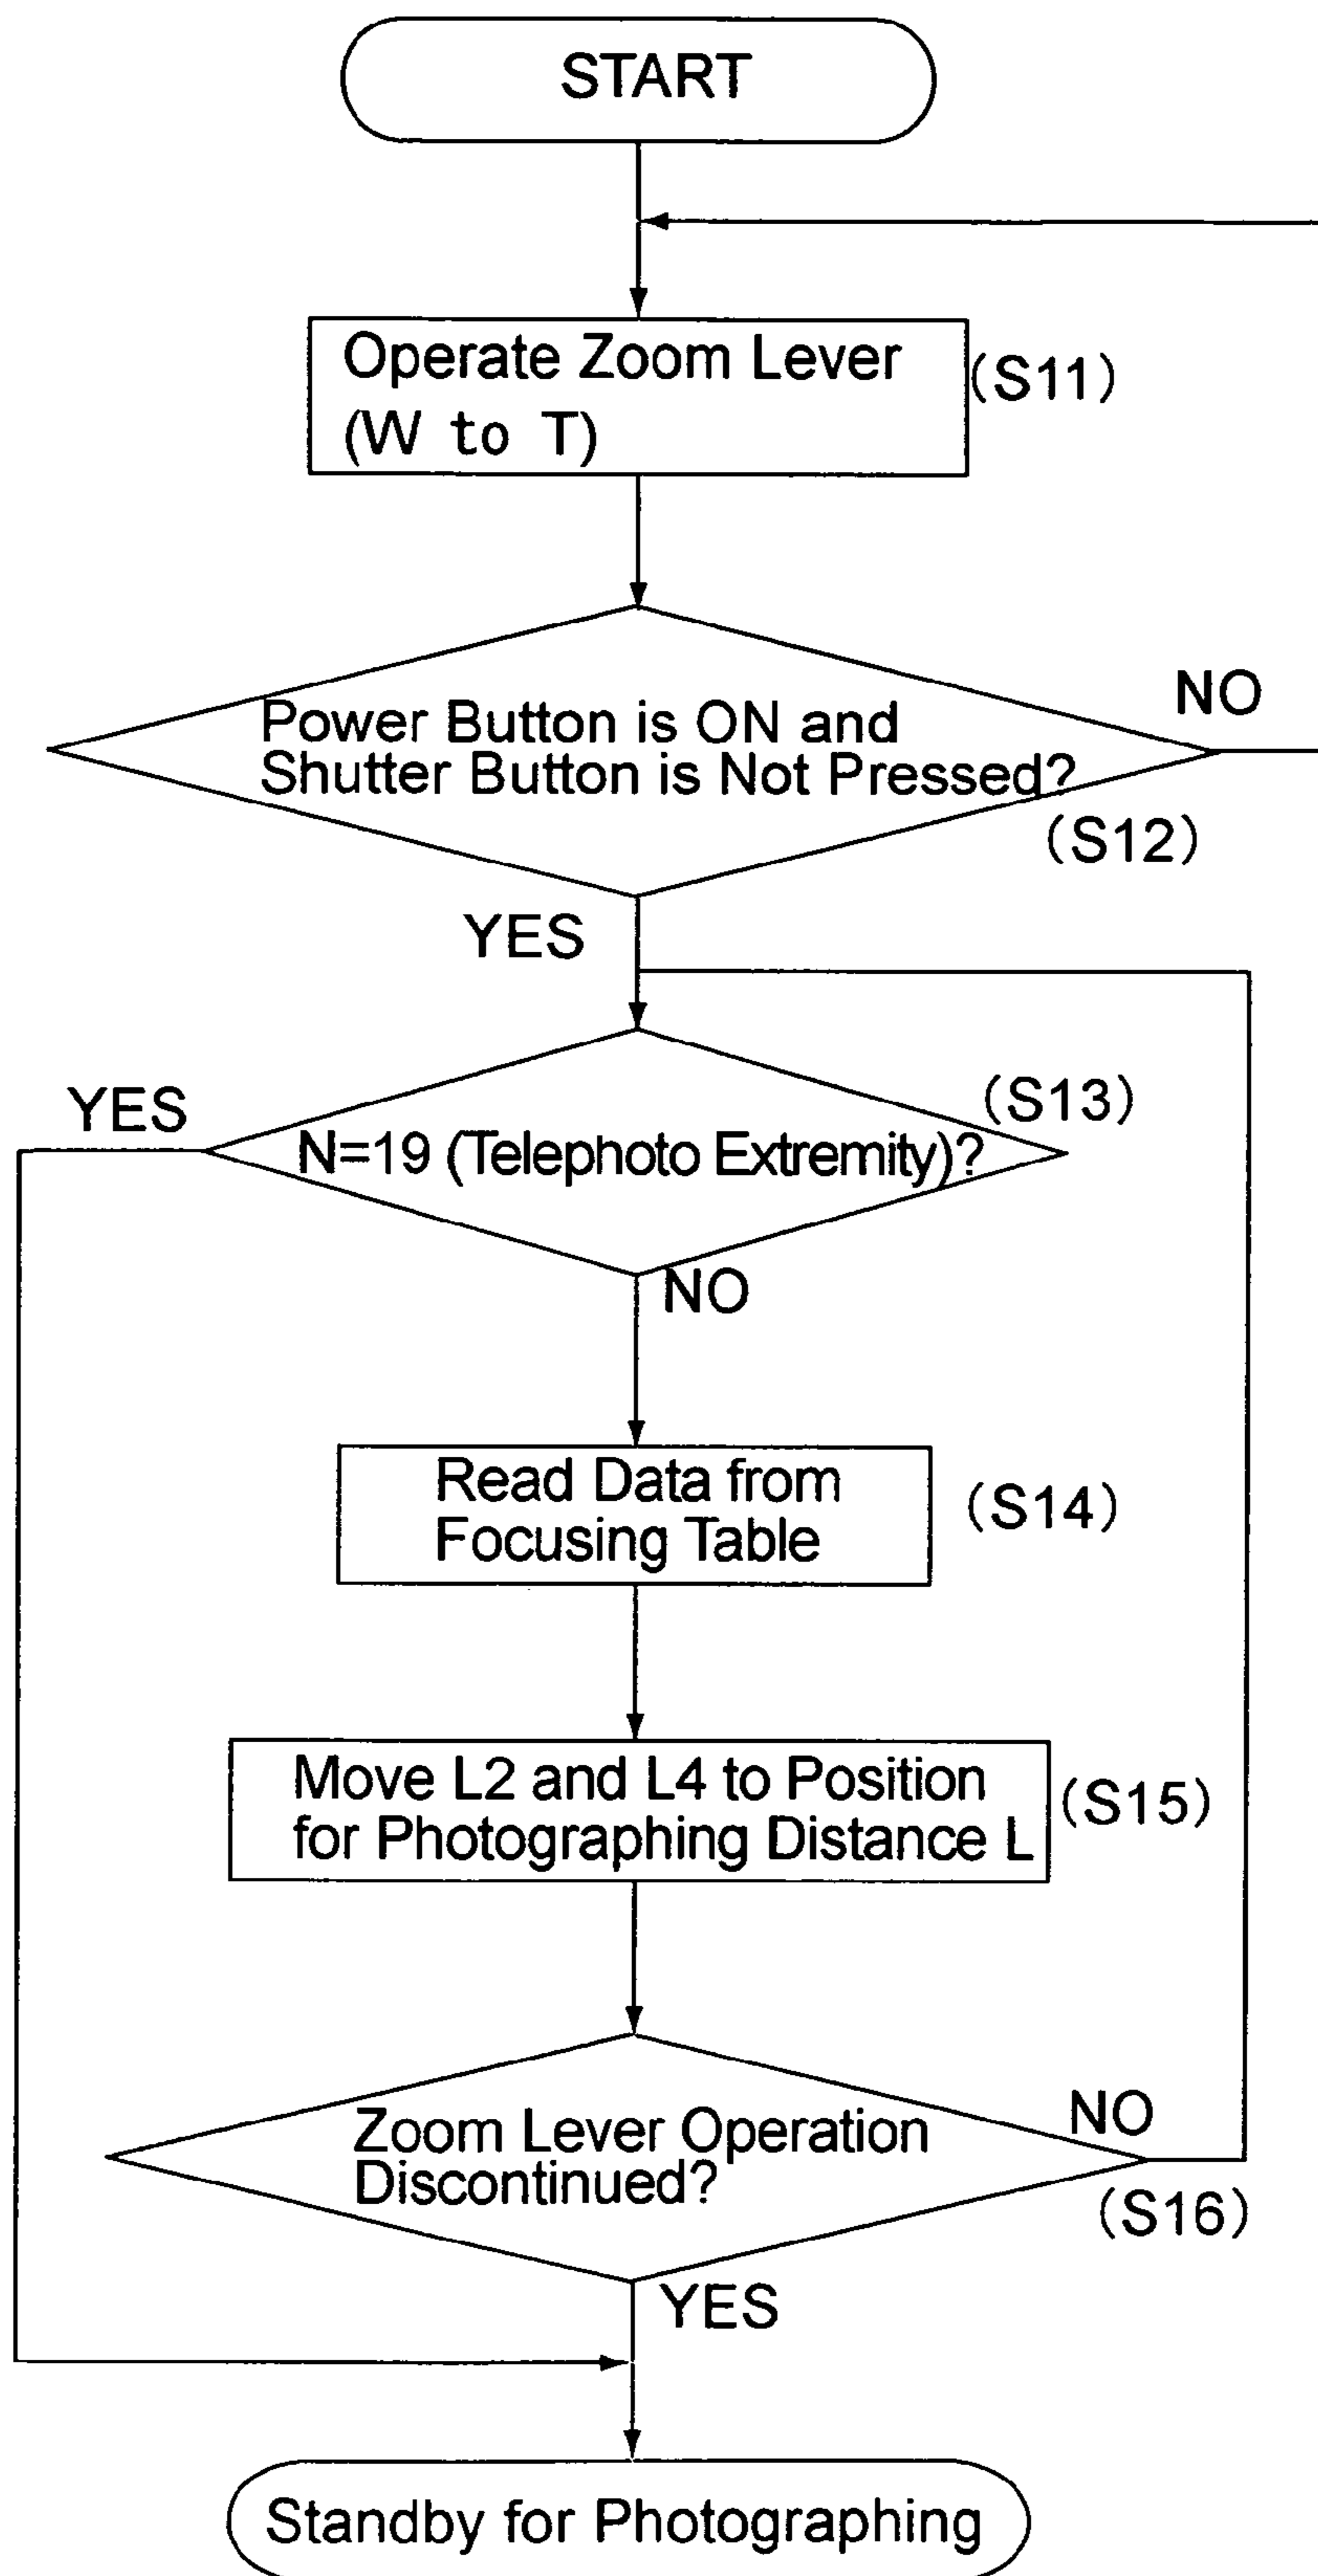 START
Operate Zoom Lever
(W to T)
(S11)
NO
Power Button is ON and
Shutter Button is Not Pressed?
(S12)
YES
YES
(S13)
N=19 (Telephoto Extremity)?
NO
Read Data from
Focusing Table
(S14)
Move L2 and L4 to Position
for Photographing Distance L
(S15)
NO
Zoom Lever Operation
Discontinued?
(S16)
YES
Standby for Photographing